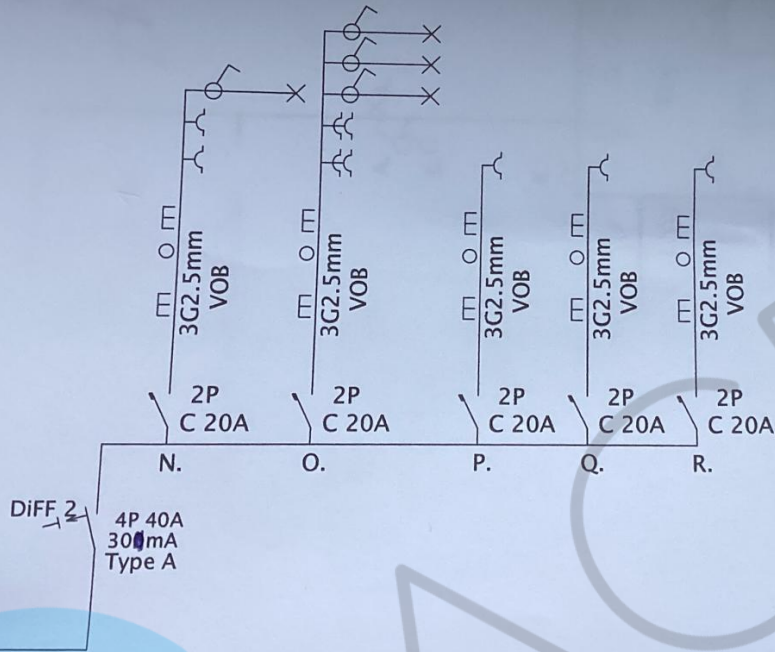 3G2.5mm
VOB
3G2.5mm
VOB
3G2.5mm
VOB
3G2.5mm
VOB
3G2.5mm
VOB
2P
C 20A
2P
C 20A
2P
C 20A
2P
C 20A
2P
C 20A
N.
O.
P.
Q.
R.
DiFF 2
4P 40A
300mA
Type A